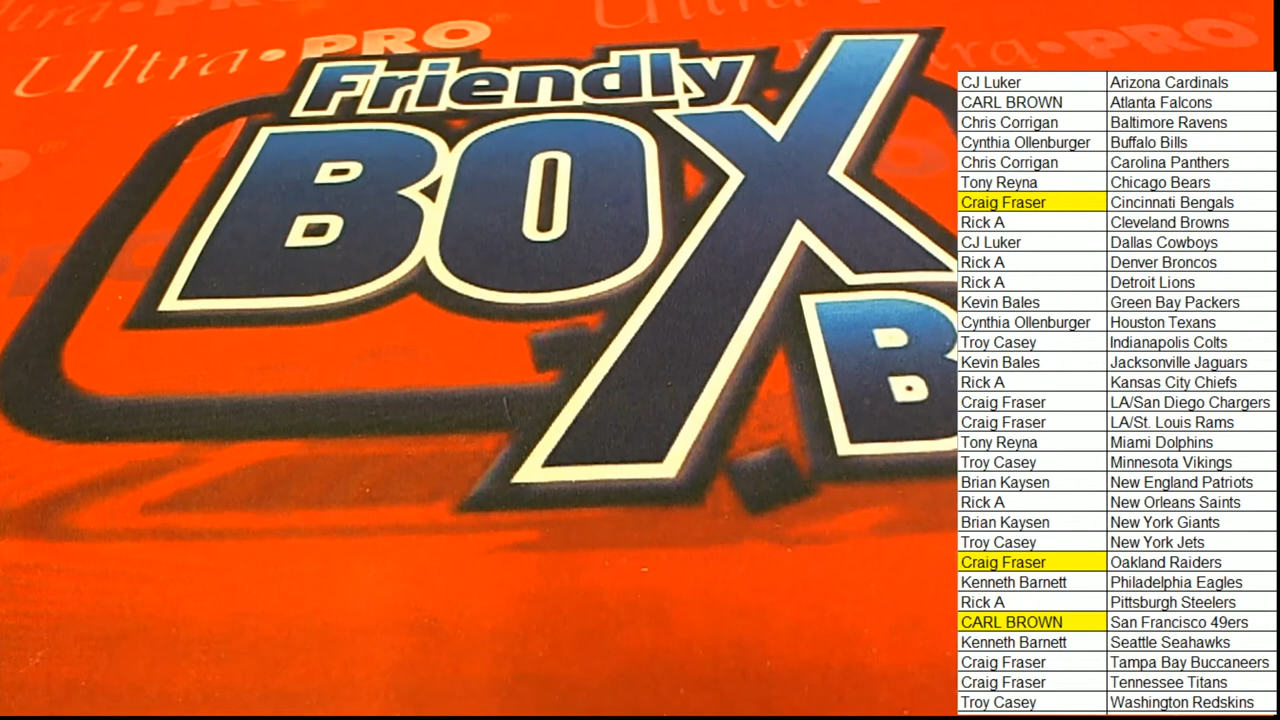 Ultra PRO®
Ultra PRO
Friendly
BOX
B
CJ Luker Arizona Cardinals
CARL BROWN Atlanta Falcons
Chris Corrigan Baltimore Ravens
Cynthia Ollenburger Buffalo Bills
Chris Corrigan Carolina Panthers
Tony Reyna Chicago Bears
Craig Fraser Cincinnati Bengals
Rick A Cleveland Browns
CJ Luker Dallas Cowboys
Rick A Denver Broncos
Rick A Detroit Lions
Kevin Bales Green Bay Packers
Cynthia Ollenburger Houston Texans
Troy Casey Indianapolis Colts
Kevin Bales Jacksonville Jaguars
Rick A Kansas City Chiefs
Craig Fraser LA/San Diego Chargers
Craig Fraser LA/St. Louis Rams
Tony Reyna Miami Dolphins
Troy Casey Minnesota Vikings
Brian Kaysen New England Patriots
Rick A New Orleans Saints
Brian Kaysen New York Giants
Troy Casey New York Jets
Craig Fraser Oakland Raiders
Kenneth Barnett Philadelphia Eagles
Rick A Pittsburgh Steelers
CARL BROWN San Francisco 49ers
Kenneth Barnett Seattle Seahawks
Craig Fraser Tampa Bay Buccaneers
Craig Fraser Tennessee Titans
Troy Casey Washington Redskins